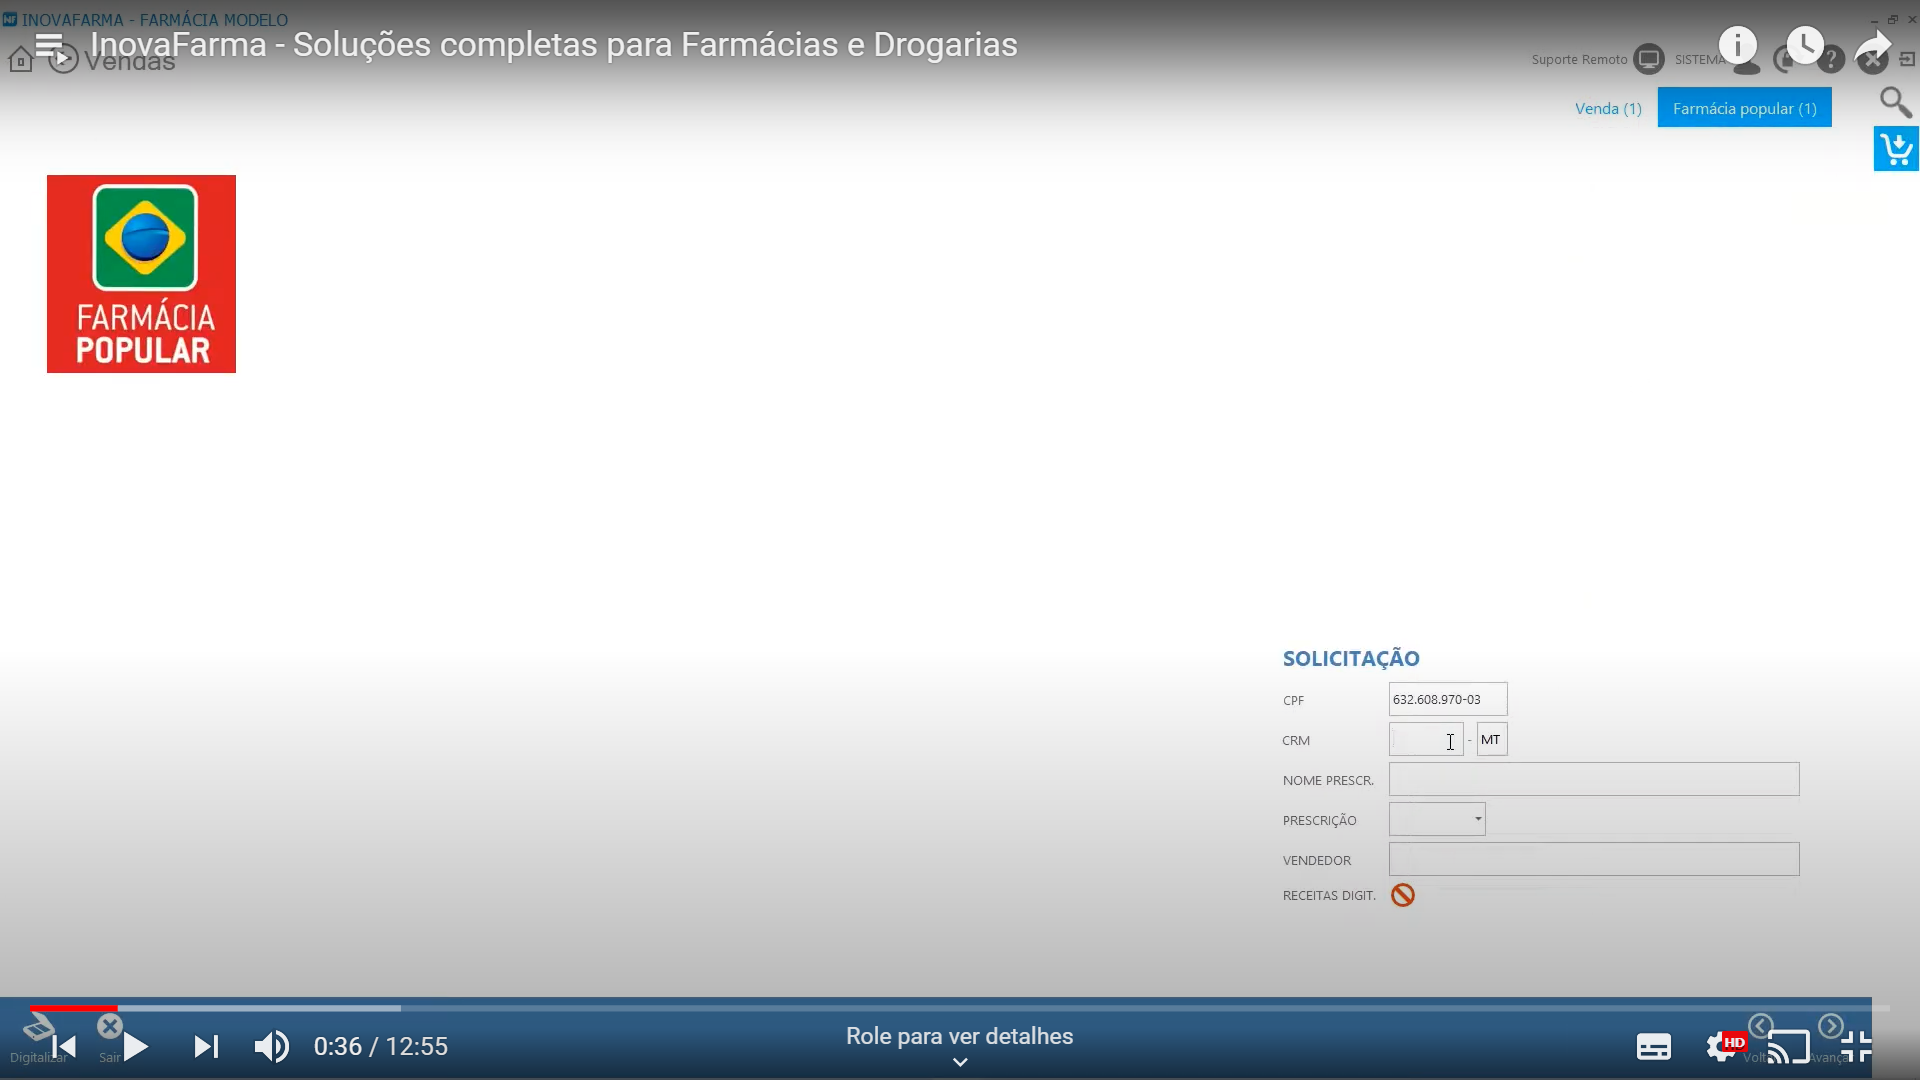 INOVAFARMA - FARMÁCIA MODELO
InovaFarma - Soluções completas para Farmácias e Drogarias
Vendas
Suporte Remoto
SISTEMA
Venda (1)
Farmácia popular (1)
FARMÁCIA
POPULAR
SOLICITAÇÃO
CPF 632.608.970-03
CRM - MT
NOME PRESCR.
PRESCRIÇÃO
VENDEDOR
RECEITAS DIGIT.
Digitalizar
Sair
0:36 / 12:55
Role para ver detalhes
HD